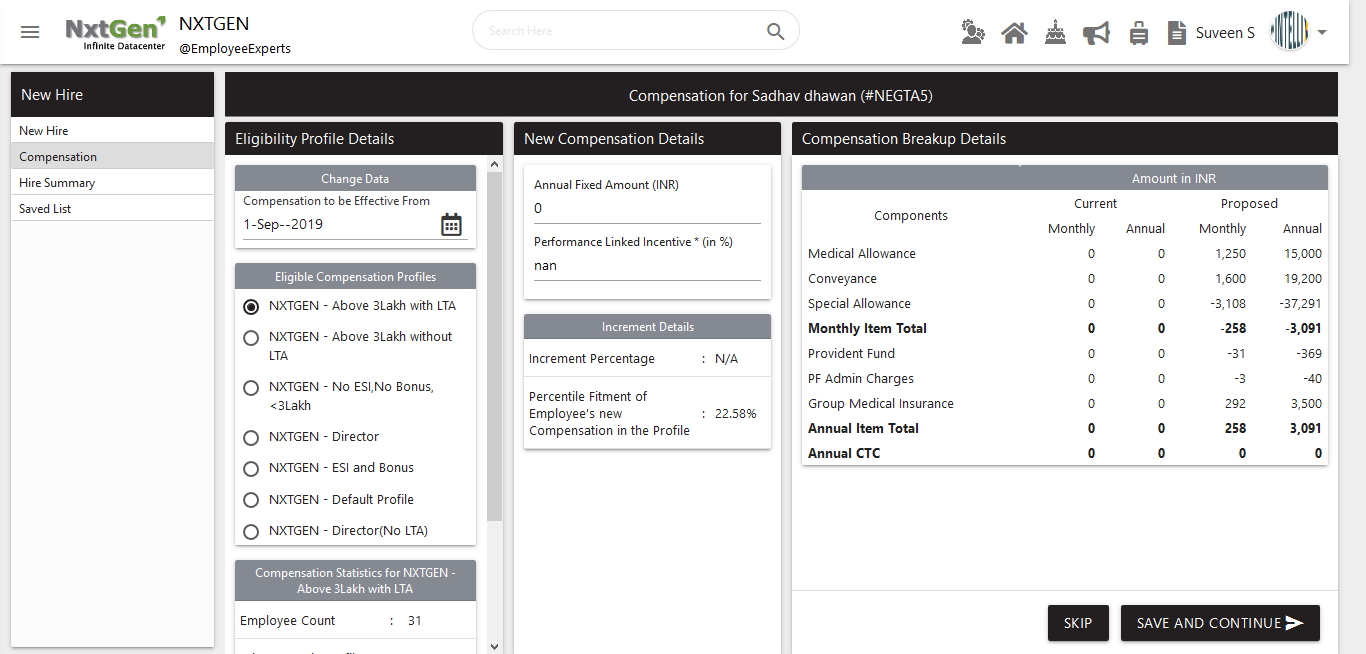 NxtGen
Infinite Datacenter
NXTGEN
@EmployeeExperts
Search Here
Suveen S
INTELLI
New Hire
New Hire
Compensation
Hire Summary
Saved List
Compensation for Sadhav dhawan (#NEGTA5)
Eligibility Profile Details
Change Data
Compensation to be Effective From
1-Sep--2019
Eligible Compensation Profiles
NXTGEN - Above 3Lakh with LTA
NXTGEN - Above 3Lakh without
LTA
NXTGEN - No ESI,No Bonus,
<3Lakh
NXTGEN - Director
NXTGEN - ESI and Bonus
NXTGEN - Default Profile
NXTGEN - Director(No LTA)
Compensation Statistics for NXTGEN -
Above 3Lakh with LTA
Employee Count : 31
New Compensation Details
Annual Fixed Amount (INR)
0
Performance Linked Incentive * (in %)
nan
Increment Details
Increment Percentage : N/A
Percentile Fitment of
Employee's new : 22.58%
Compensation in the Profile
Compensation Breakup Details
Amount in INR
Components Current Proposed
Monthly Annual Monthly Annual
Medical Allowance 0 0 1,250 15,000
Conveyance 0 0 1,600 19,200
Special Allowance 0 0 -3,108 -37,291
Monthly Item Total 0 0 -258 -3,091
Provident Fund 0 0 -31 -369
PF Admin Charges 0 0 -3 -40
Group Medical Insurance 0 0 292 3,500
Annual Item Total 0 0 258 3,091
Annual CTC 0 0 0 0
SKIP
SAVE AND CONTINUE